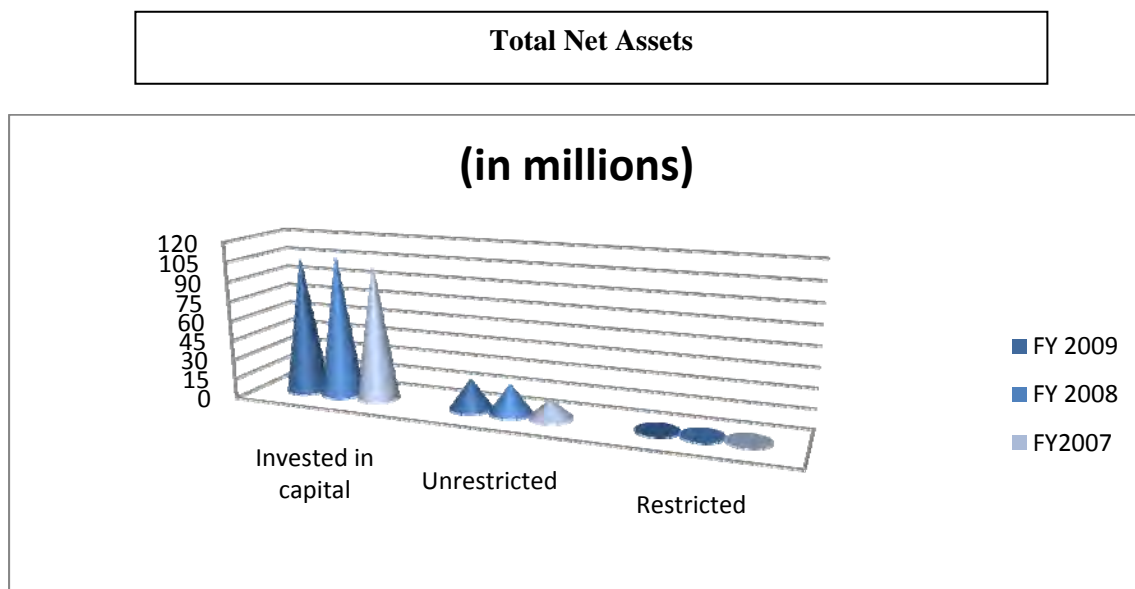 Total Net Assets
(in millions)
120
105
90
75
60
45
30
15
0
Invested in
capital
Unrestricted
Restricted
FY 2009
FY 2008
FY2007